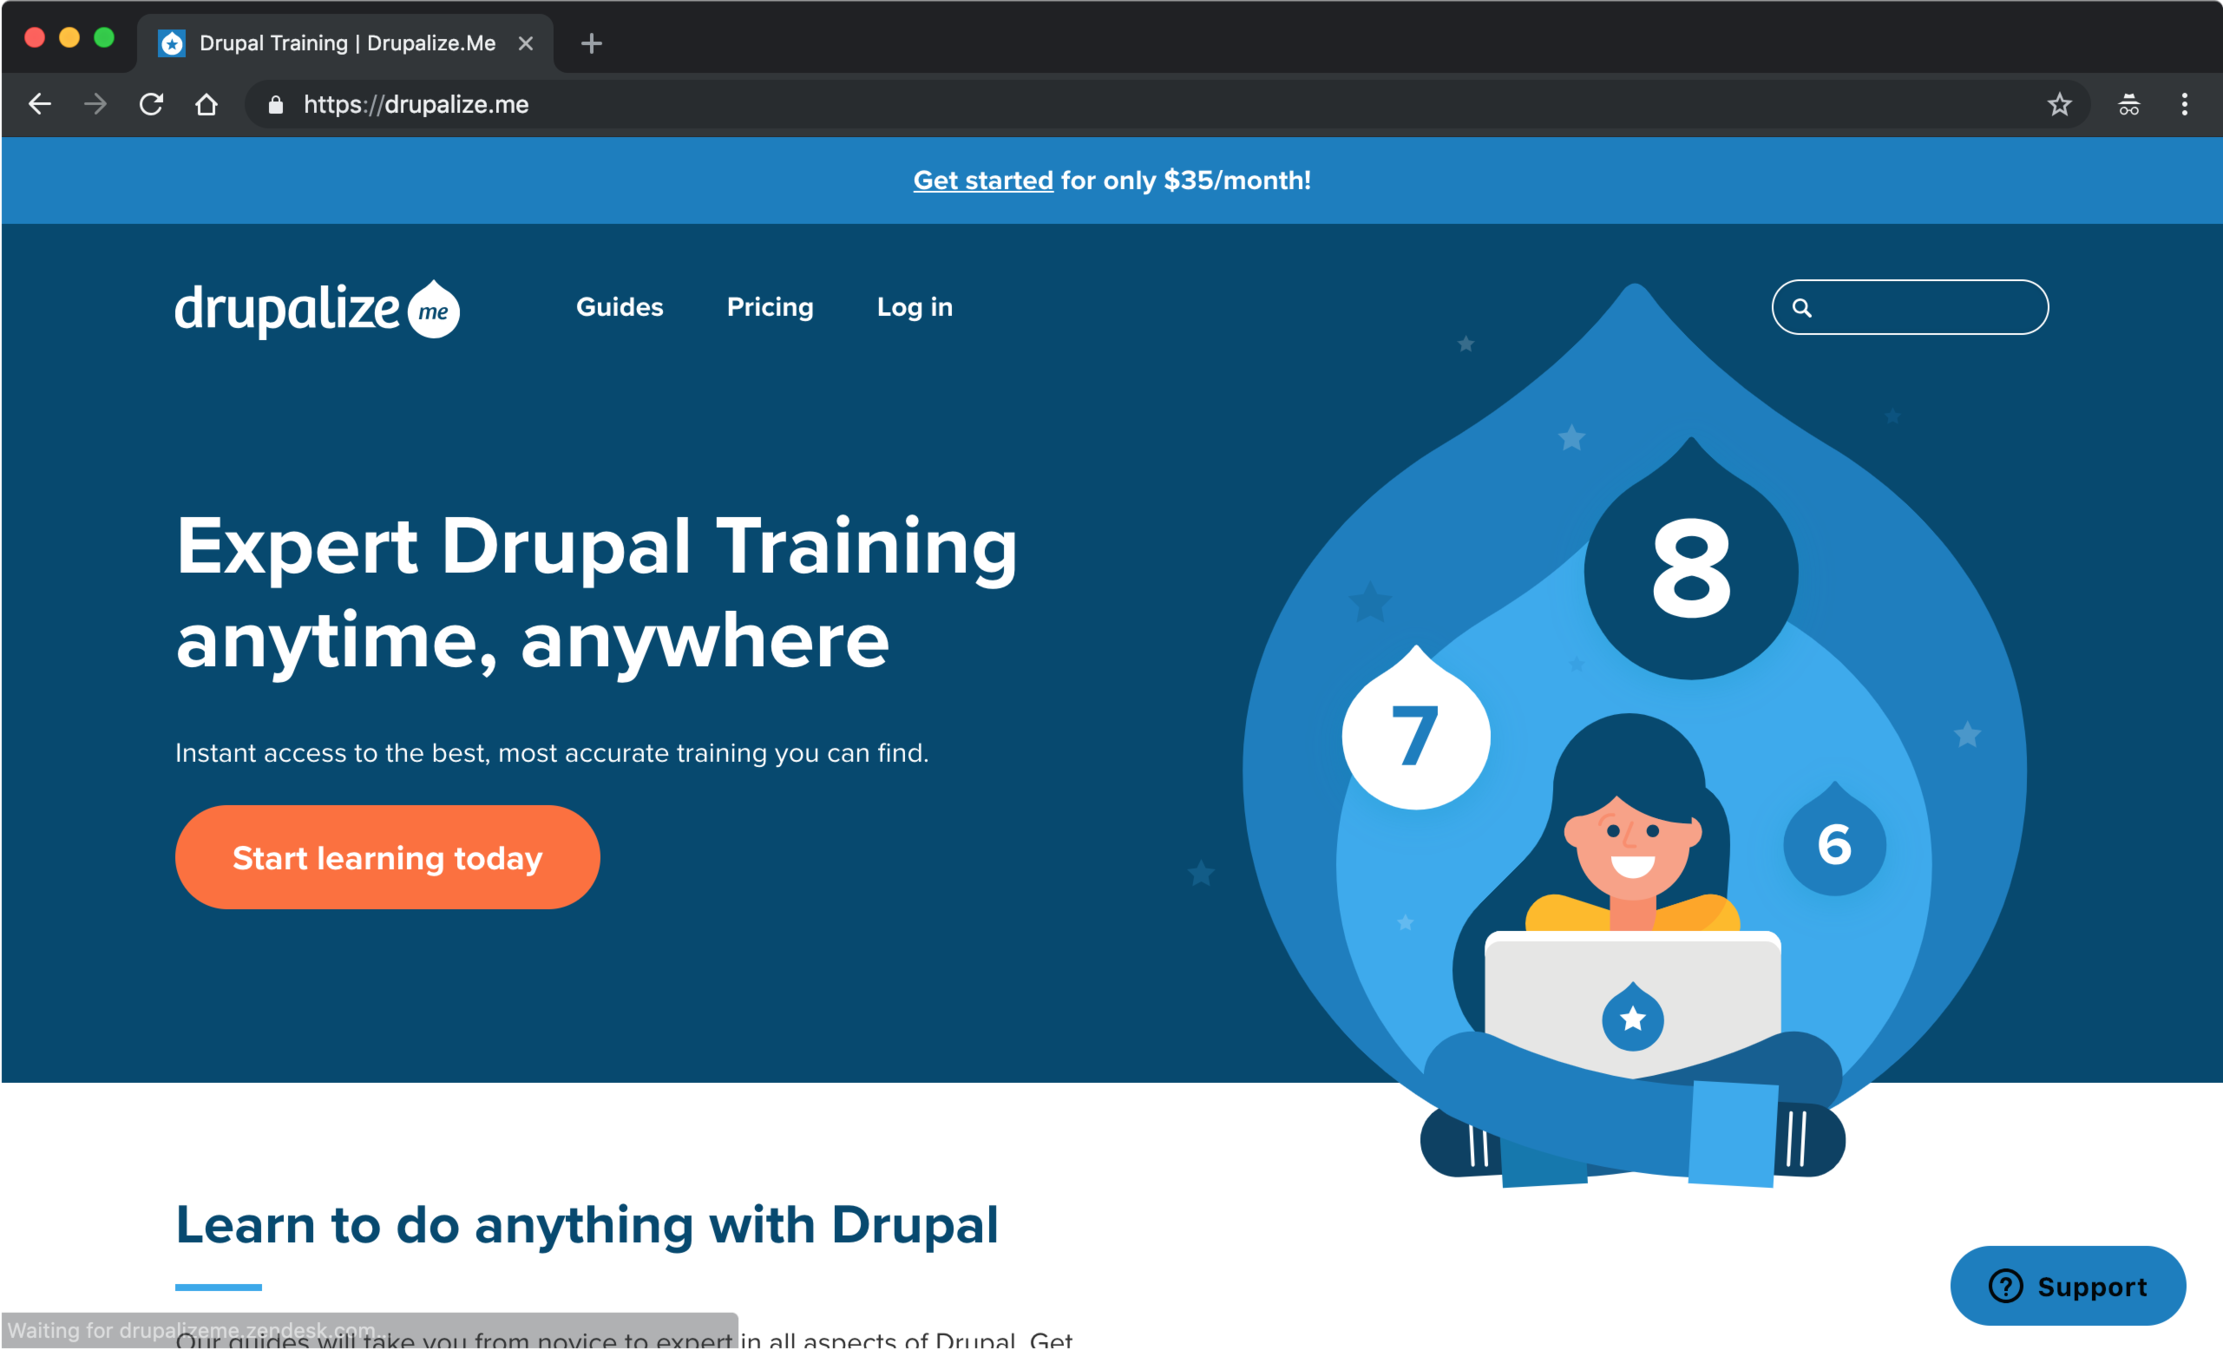 Drupal Training | Drupalize.Me
https://drupalize.me
Get started for only $35/month!
drupalize me
Guides
Pricing
Log in
Expert Drupal Training
anytime, anywhere
Instant access to the best, most accurate training you can find.
Start learning today
8
7
6
Learn to do anything with Drupal
Our guides will take you from novice to expert in all aspects of Drupal. Get
Waiting for drupalizeme.zendesk.com...
Support